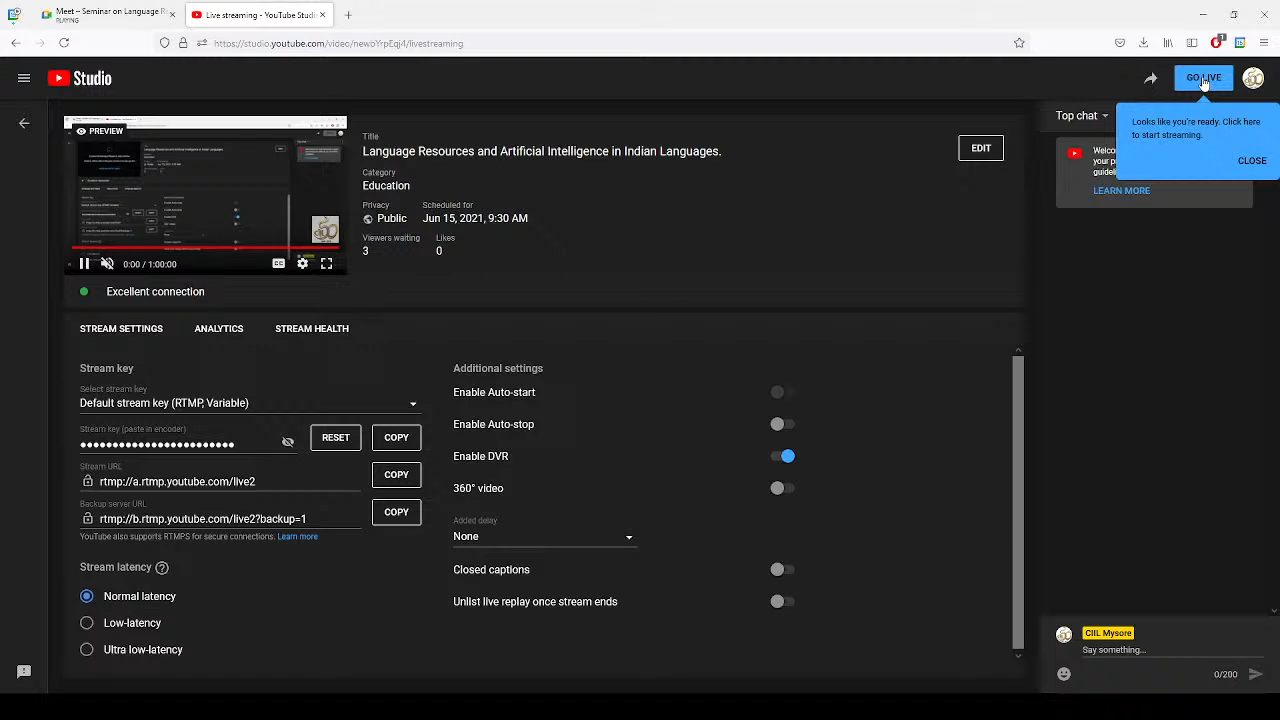 Meet – Seminar on Language Re
PLAYING
Live streaming - YouTube Studio
https://studio.youtube.com/video/newoYrpEqj4/livestreaming
1
Studio
GO LIVE
PREVIEW
0:00 / 1:00:00
Excellent connection
Title
Language Resources and Artificial Intelligence in Indian Languages.
EDIT
Category
Education
Privacy
Public
Scheduled for
Jun 15, 2021, 9:30 AM
Viewers waiting
3
Likes
0
Top chat
Looks like you're ready. Click here
to start streaming.
CLOSE
LEARN MORE
STREAM SETTINGS
ANALYTICS
STREAM HEALTH
Stream key
Select stream key
Default stream key (RTMP, Variable)
Stream key (paste in encoder)
RESET
COPY
Stream URL
rtmp://a.rtmp.youtube.com/live2
COPY
Backup server URL
rtmp://b.rtmp.youtube.com/live2?backup=1
COPY
YouTube also supports RTMPS for secure connections. Learn more
Stream latency
Normal latency
Low-latency
Ultra low-latency
Additional settings
Enable Auto-start
Enable Auto-stop
Enable DVR
360° video
Added delay
None
Closed captions
Unlist live replay once stream ends
CIIL Mysore
Say something...
0/200